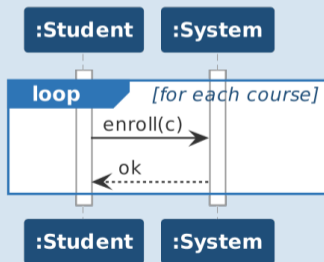 :Student :System
loop [for each course]
enroll(c)
ok
:Student :System